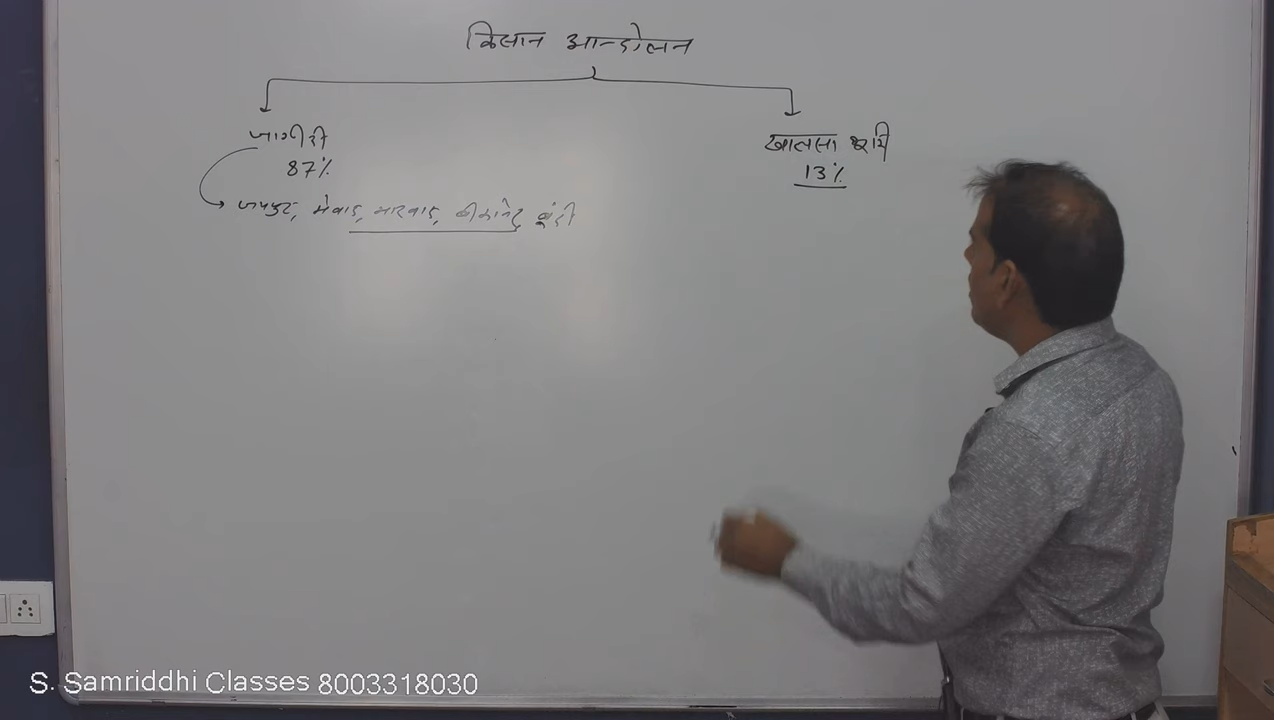 किसान आन्दोलन
जागीरी
87%
खालसा भूमि
13%
जयपुर, मेवाड़, मारवाड़, बीकानेर, बूंदी
S. Samriddhi Classes 8003318030